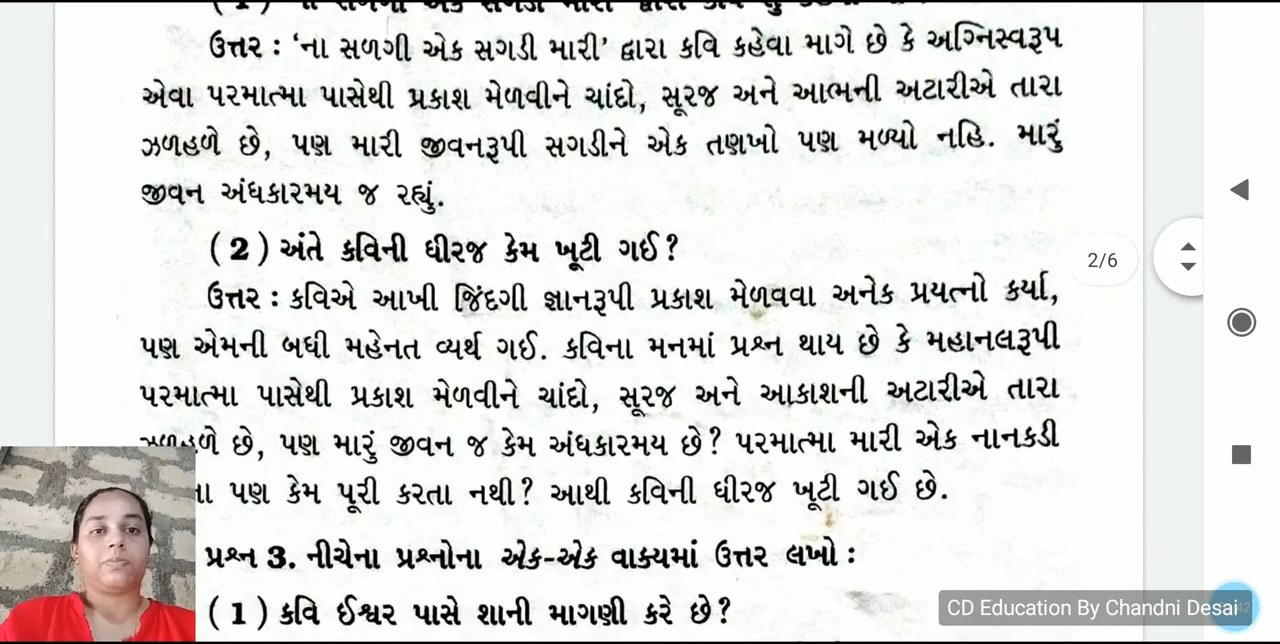 ઉત્તર : ‘ના સળગી એક સગડી મારી’ દ્વારા કવિ કહેવા માગે છે કે અગ્નિસ્વરૂપ
એવા પરમાત્મા પાસેથી પ્રકાશ મેળવીને ચાંદો, સૂરજ અને આભની અટારીએ તારા
ઝળહળે છે, પણ મારી જીવનરૂપી સગડીને એક તણખો પણ મળ્યો નહિ. મારું
જીવન અંધકારમય જ રહ્યું.
(2) અંતે કવિની ધીરજ કેમ ખૂટી ગઈ?
ઉત્તર : કવિએ આખી જિંદગી જ્ઞાનરૂપી પ્રકાશ મેળવવા અનેક પ્રયત્નો કર્યા,
પણ એમની બધી મહેનત વ્યર્થ ગઈ. કવિના મનમાં પ્રશ્ન થાય છે કે મહાનલરૂપી
પરમાત્મા પાસેથી પ્રકાશ મેળવીને ચાંદો, સૂરજ અને આકાશની અટારીએ તારા
છે, પણ મારું જીવન જ કેમ અંધકારમય છે? પરમાત્મા મારી એક નાનકડી
પણ કેમ પૂરી કરતા નથી? આથી કવિની ધીરજ ખૂટી ગઈ છે.
પ્રશ્ન 3. નીચેના પ્રશ્નોના એક-એક વાક્યમાં ઉત્તર લખો :
(1) કવિ ઈશ્વર પાસે શાની માગણી કરે છે?
2/6
CD Education By Chandni Desai